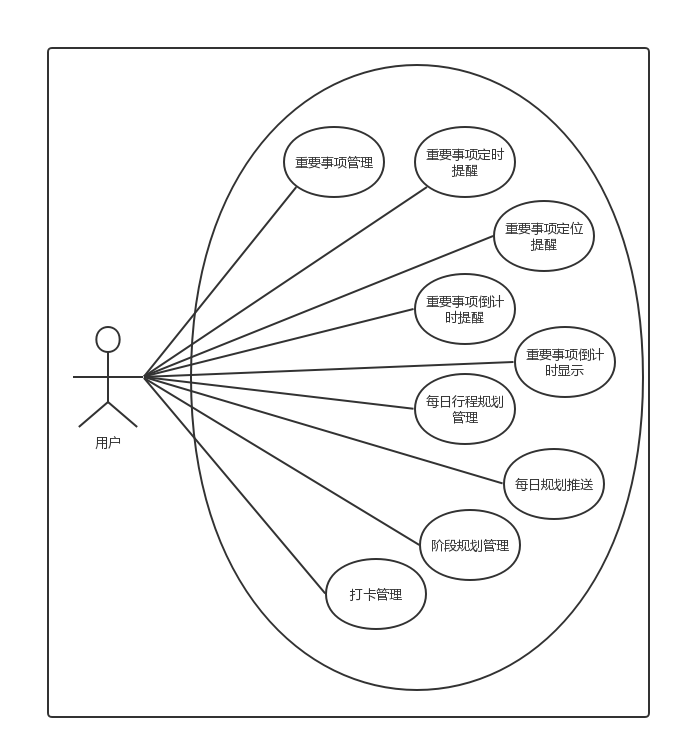 重要事项管理
重要事项定时
提醒
重要事项定位
提醒
重要事项倒计
时提醒
重要事项倒计
时显示
每日行程规划
管理
用户
每日规划推送
阶段规划管理
打卡管理